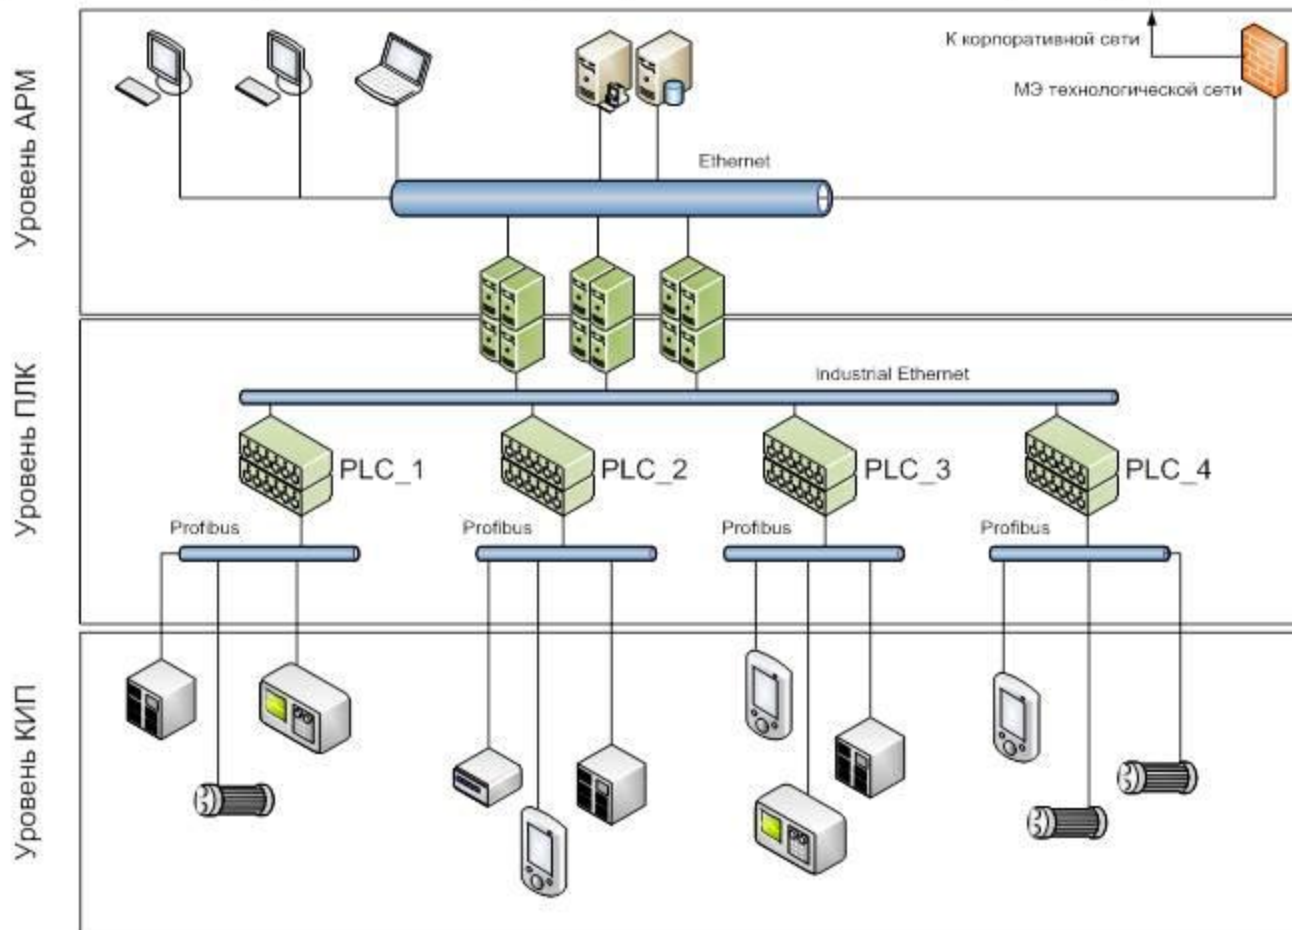 Уровень АРМ
К корпоративной сети
МЭ технологической сети
Ethernet
Уровень ПЛК
Industrial Ethernet
PLC_1
PLC_2
PLC_3
PLC_4
Profibus
Profibus
Profibus
Profibus
Уровень КИП